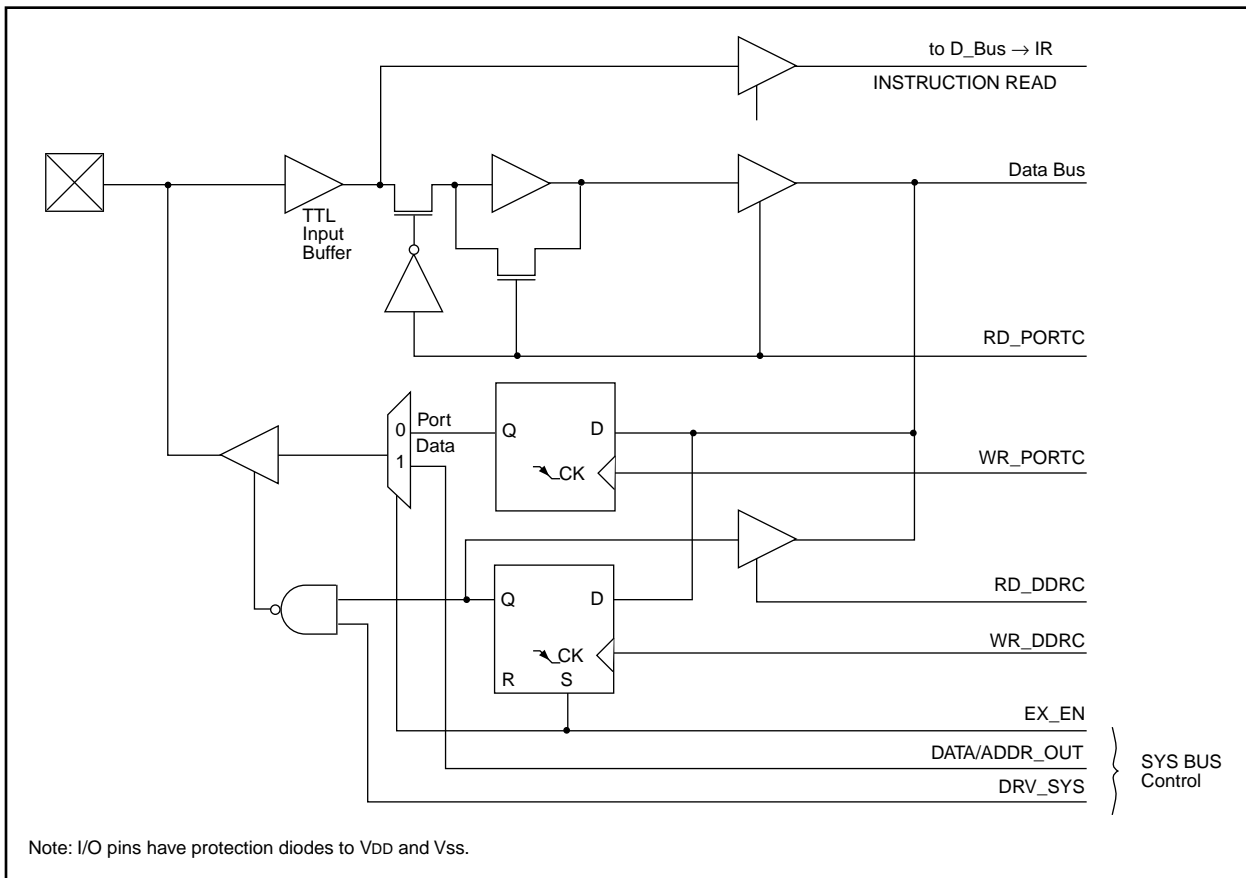 to D_Bus → IR
INSTRUCTION READ
Data Bus
TTL
Input
Buffer
RD_PORTC
0
Port
Data
1
Q
D
CK
WR_PORTC
Q
D
RD_DDRC
CK
WR_DDRC
R
S
EX_EN
DATA/ADDR_OUT
DRV_SYS
SYS BUS
Control
Note: I/O pins have protection diodes to VDD and Vss.